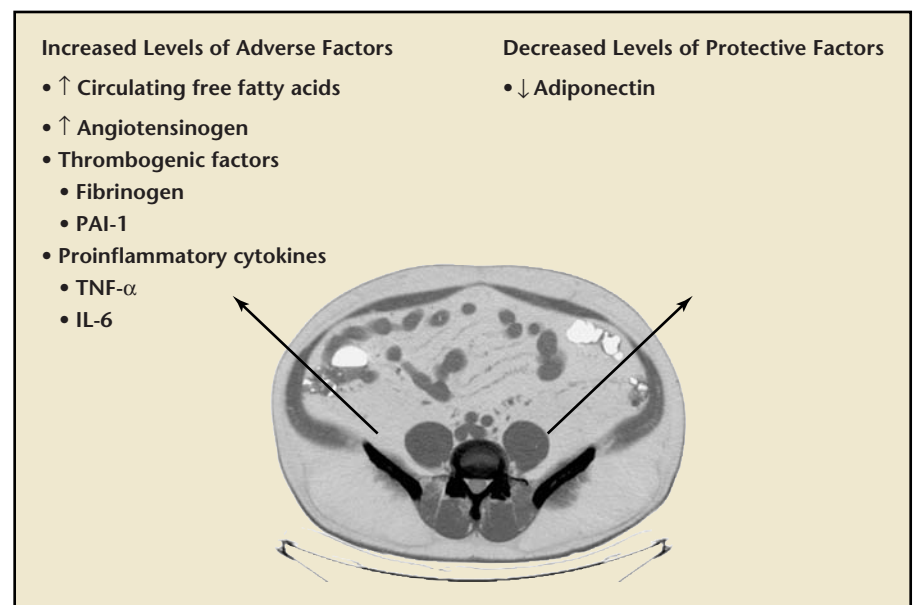 Increased Levels of Adverse Factors
• ↑ Circulating free fatty acids
• ↑ Angiotensinogen
• Thrombogenic factors
• Fibrinogen
• PAI-1
• Proinflammatory cytokines
• TNF-α
• IL-6
Decreased Levels of Protective Factors
• ↓ Adiponectin